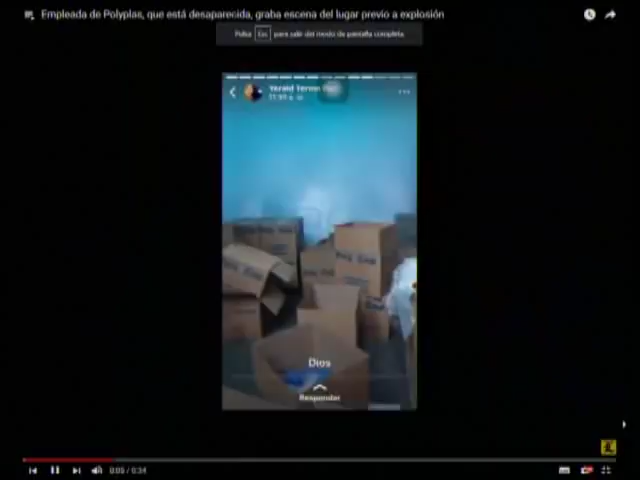 Empleada de Polyplas, que está desaparecida, graba escena del lugar previo a explosión
Pulsa Esc para salir del modo de pantalla completa
Dios
Responder
0:05 / 0:34